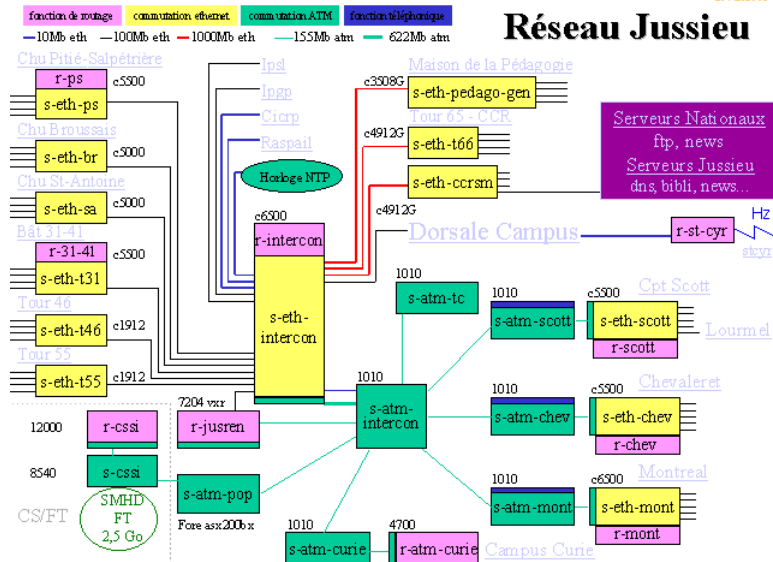 fonction de routage
commutation ethernet
commutation ATM
fonction téléphonique
10Mb eth
100Mb eth
1000Mb eth
155Mb atm
622Mb atm
Réseau Jussieu
Chu Pitié-Salpétrière
r-ps
c5500
s-eth-ps
Chu Broussais
c5000
s-eth-br
Chu St-Antoine
c5000
s-eth-sa
Bât 31-41
r-31-41
c5500
s-eth-t31
Tour 46
c1912
s-eth-t46
Tour 55
c1912
s-eth-t55
Ipsl
Ipgp
Cicrp
Raspail
Horloge NTP
c6500
r-intercon
s-eth-
intercon
Maison de la Pédagogie
c3508G
s-eth-pedago-gen
Tour 65 - CCR
c4912G
s-eth-t66
s-eth-ccrsm
c4912G
Serveurs Nationaux
ftp, news
Serveurs Jussieu
dns, bibli, news...
Dorsale Campus
r-st-cyr
Hz
stcyr
1010
s-atm-tc
1010
s-atm-scott
Cpt Scott
c5500
s-eth-scott
r-scott
Lourmel
1010
s-atm-
intercon
1010
s-atm-chev
Chevaleret
c5500
s-eth-chev
r-chev
1010
s-atm-mont
Montreal
c6500
s-eth-mont
r-mont
7204 vxr
r-jusren
12000
r-cssi
8540
s-cssi
CS/FT
SMHD
FT
2,5 Go
s-atm-pop
Fore asx200bx
1010
s-atm-curie
4700
r-atm-curie
Campus Curie